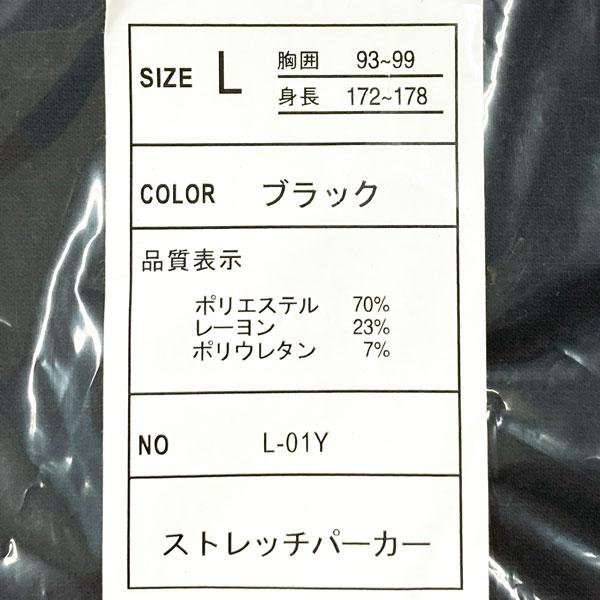 SIZE L
胸囲 93~99
身長 172~178
COLOR ブラック
品質表示
ポリエステル 70%
レーヨン 23%
ポリウレタン 7%
NO L-01Y
ストレッチパーカー